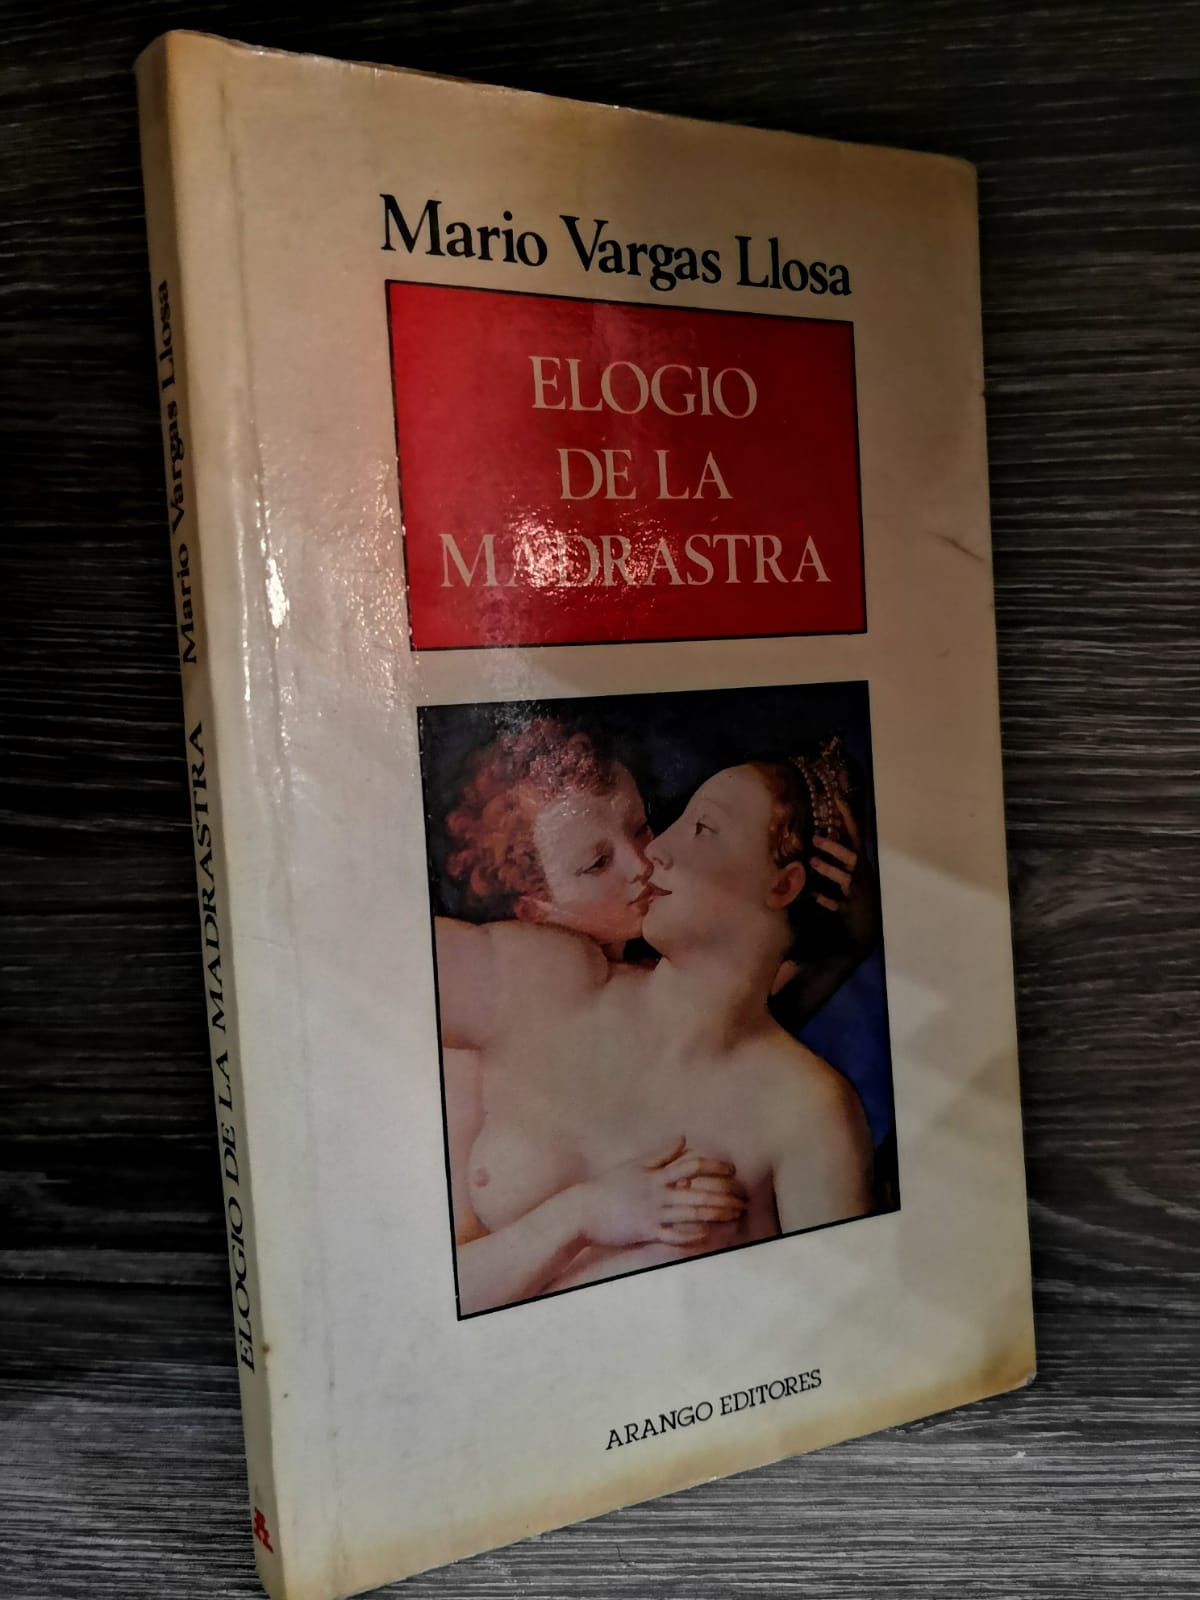 Mario Vargas Llosa
ELOGIO
DE LA
MADRASTRA
ARANGO EDITORES
ELOGIO DE LA MADRASTRA Mario Vargas Llosa